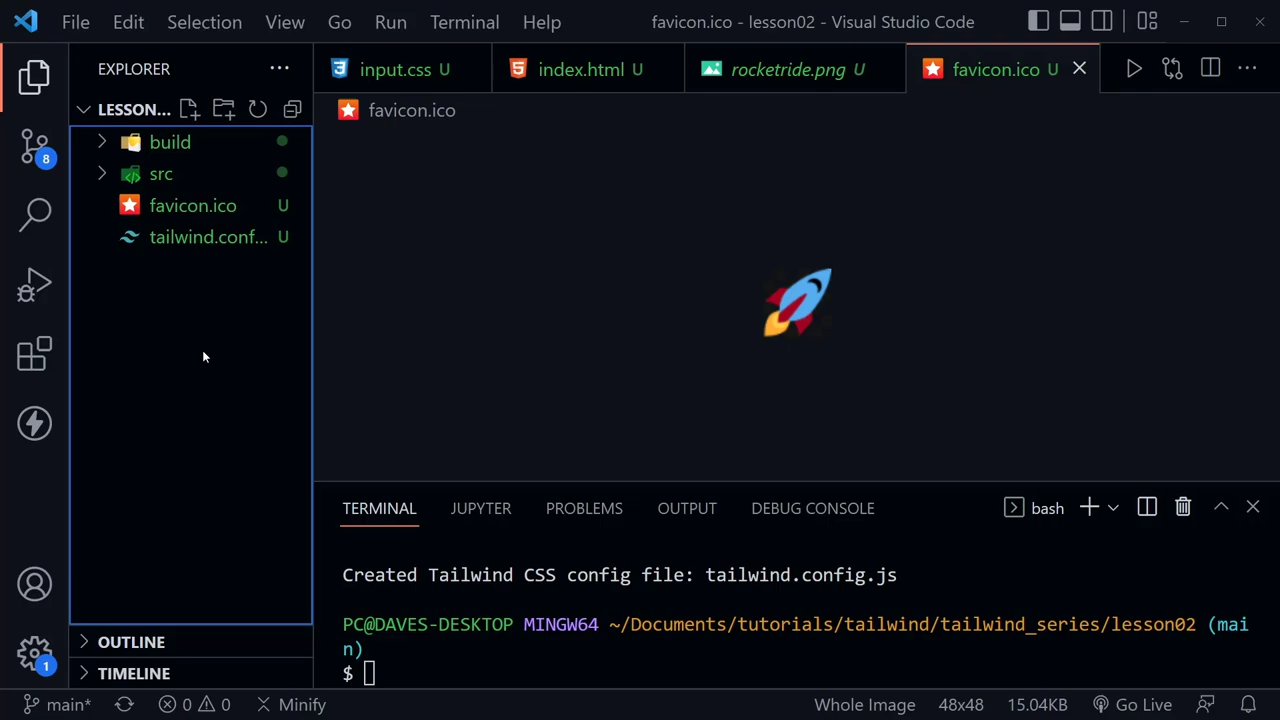 File Edit Selection View Go Run Terminal Help favicon.ico - lesson02 - Visual Studio Code
EXPLORER
input.css U
index.html U
rocketride.png U
favicon.ico U
LESSON...
favicon.ico
build
src
favicon.ico U
tailwind.conf... U
8
TERMINAL JUPYTER PROBLEMS OUTPUT DEBUG CONSOLE bash
Created Tailwind CSS config file: tailwind.config.js
PC@DAVES-DESKTOP MINGW64 ~/Documents/tutorials/tailwind/tailwind_series/lesson02 (mai
n)
$
OUTLINE
TIMELINE
1
main* 0 0 Minify Whole Image 48x48 15.04KB Go Live